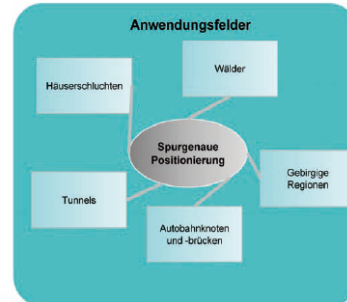 Anwendungsfelder
Wälder
Häuserschluchten
Spurgenaue
Positionierung
Gebirgige
Regionen
Tunnels
Autobahnknoten
und -brücken